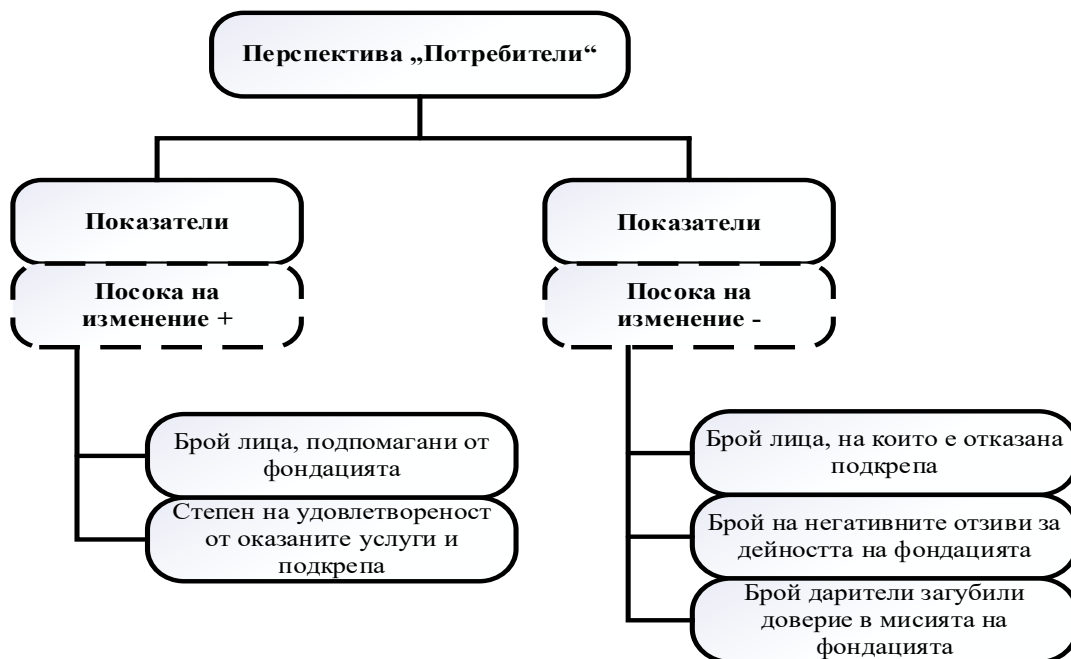 Перспектива „Потребители“
Показатели
Посока на
изменение +
Брой лица, подпомагани от
фондацията
Степен на удовлетвореност
от оказаните услуги и
подкрепа
Показатели
Посока на
изменение -
Брой лица, на които е отказана
подкрепа
Брой на негативните отзиви за
дейността на фондацията
Брой дарители загубили
доверие в мисията на
фондацията